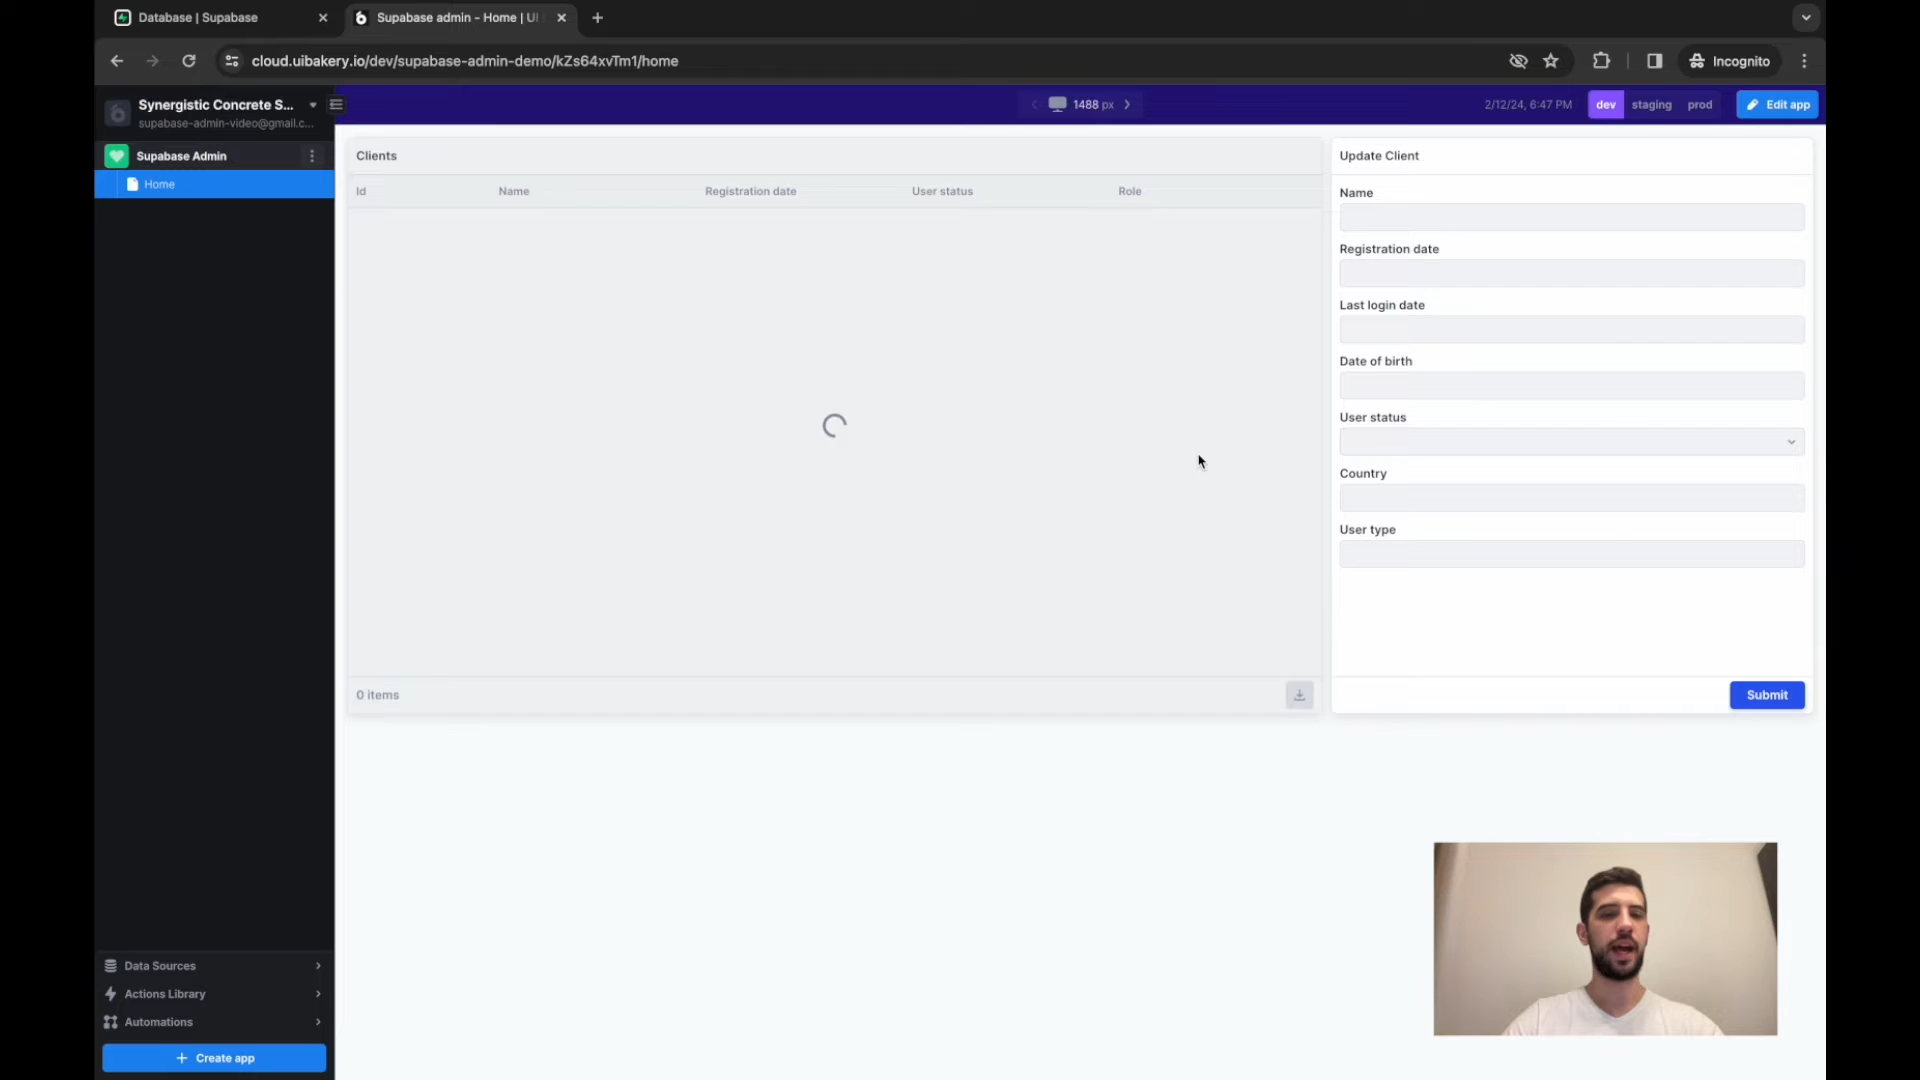 Database | Supabase
Supabase admin - Home | UI
cloud.uibakery.io/dev/supabase-admin-demo/kZs64xvTm1/home
Incognito
Synergistic Concrete S...
supabase-admin-video@gmail.c...
1488 px
2/12/24, 6:47 PM
dev
staging
prod
Edit app
Supabase Admin
Home
Clients
Id
Name
Registration date
User status
Role
0 items
Update Client
Name
Registration date
Last login date
Date of birth
User status
Country
User type
Submit
Data Sources
Actions Library
Automations
Create app